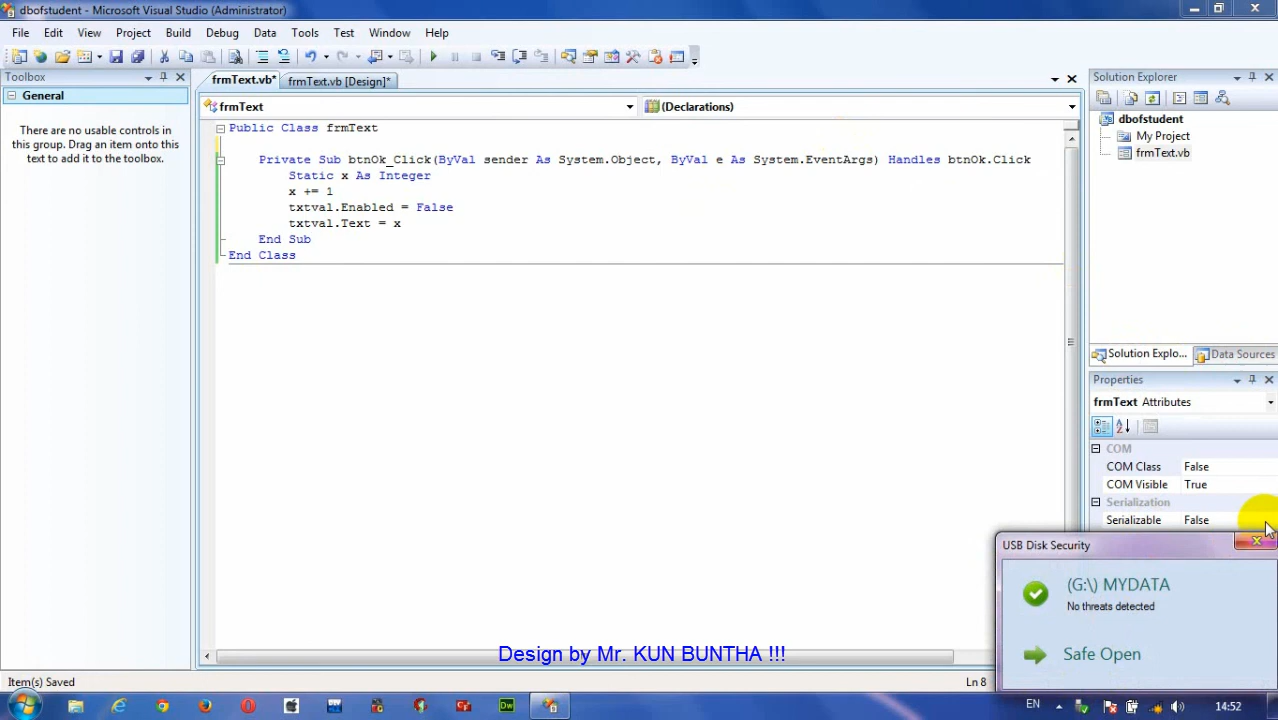 dbofstudent - Microsoft Visual Studio (Administrator)
File Edit View Project Build Debug Data Tools Test Window Help
Toolbox
General
There are no usable controls in
this group. Drag an item onto this
text to add it to the toolbox.
frmText.vb* frmText.vb [Design]*
frmText (Declarations)
Public Class frmText
Private Sub btnOk_Click(ByVal sender As System.Object, ByVal e As System.EventArgs) Handles btnOk.Click
Static x As Integer
x += 1
txtval.Enabled = False
txtval.Text = x
End Sub
End Class
Solution Explorer
dbofstudent
My Project
frmText.vb
Solution Explo... Data Sources
Properties
frmText Attributes
COM
COM Class False
COM Visible True
Serialization
Serializable False
USB Disk Security
(G:\) MYDATA
No threats detected
Safe Open
Design by Mr. KUN BUNTHA !!!
Item(s) Saved Ln 8
Dw EN 14:52